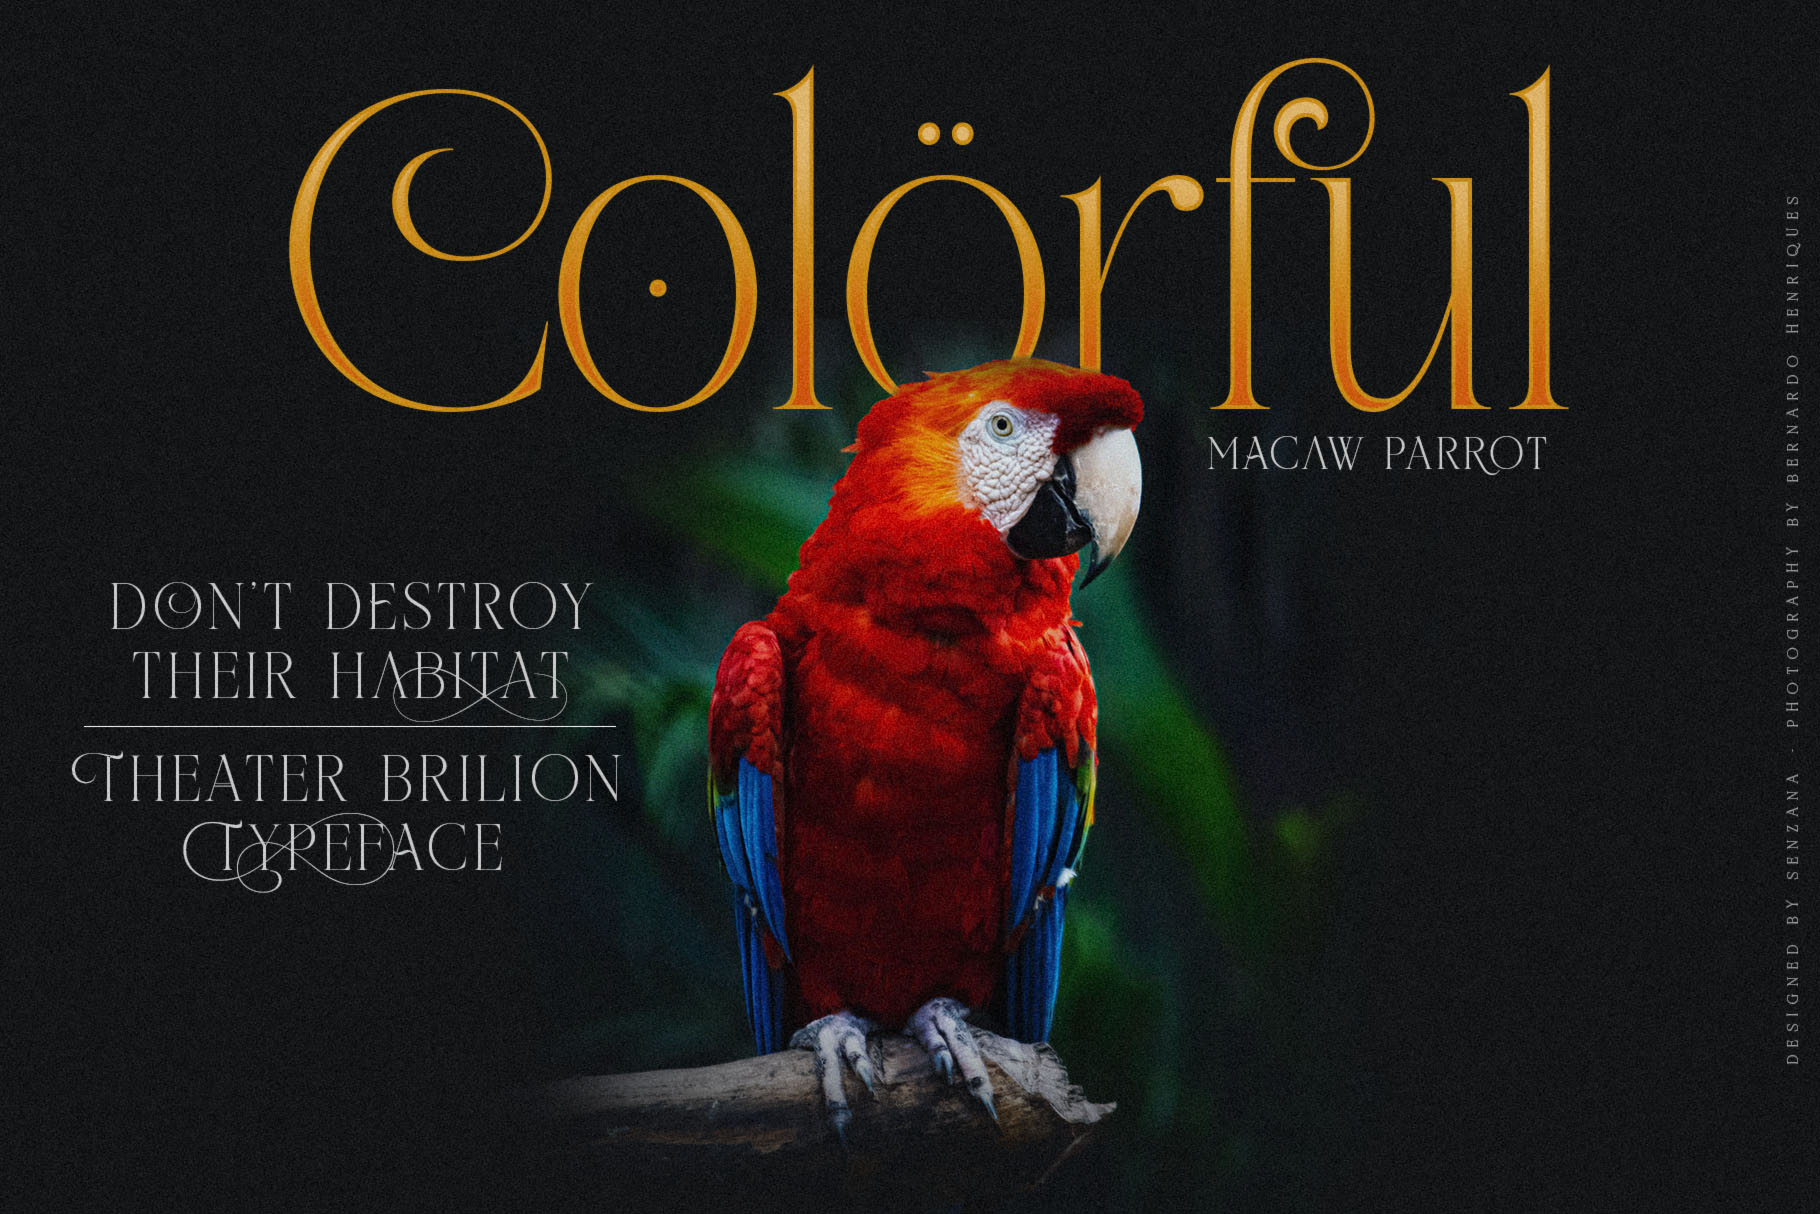 Colörful
MACAW PARROT
DON'T DESTROY
THEIR HABITAT
THEATER BRILION
TYPEFACE
DESIGNED BY SENZANA - PHOTOGRAPHY BY BERNARDO HENRIQUES